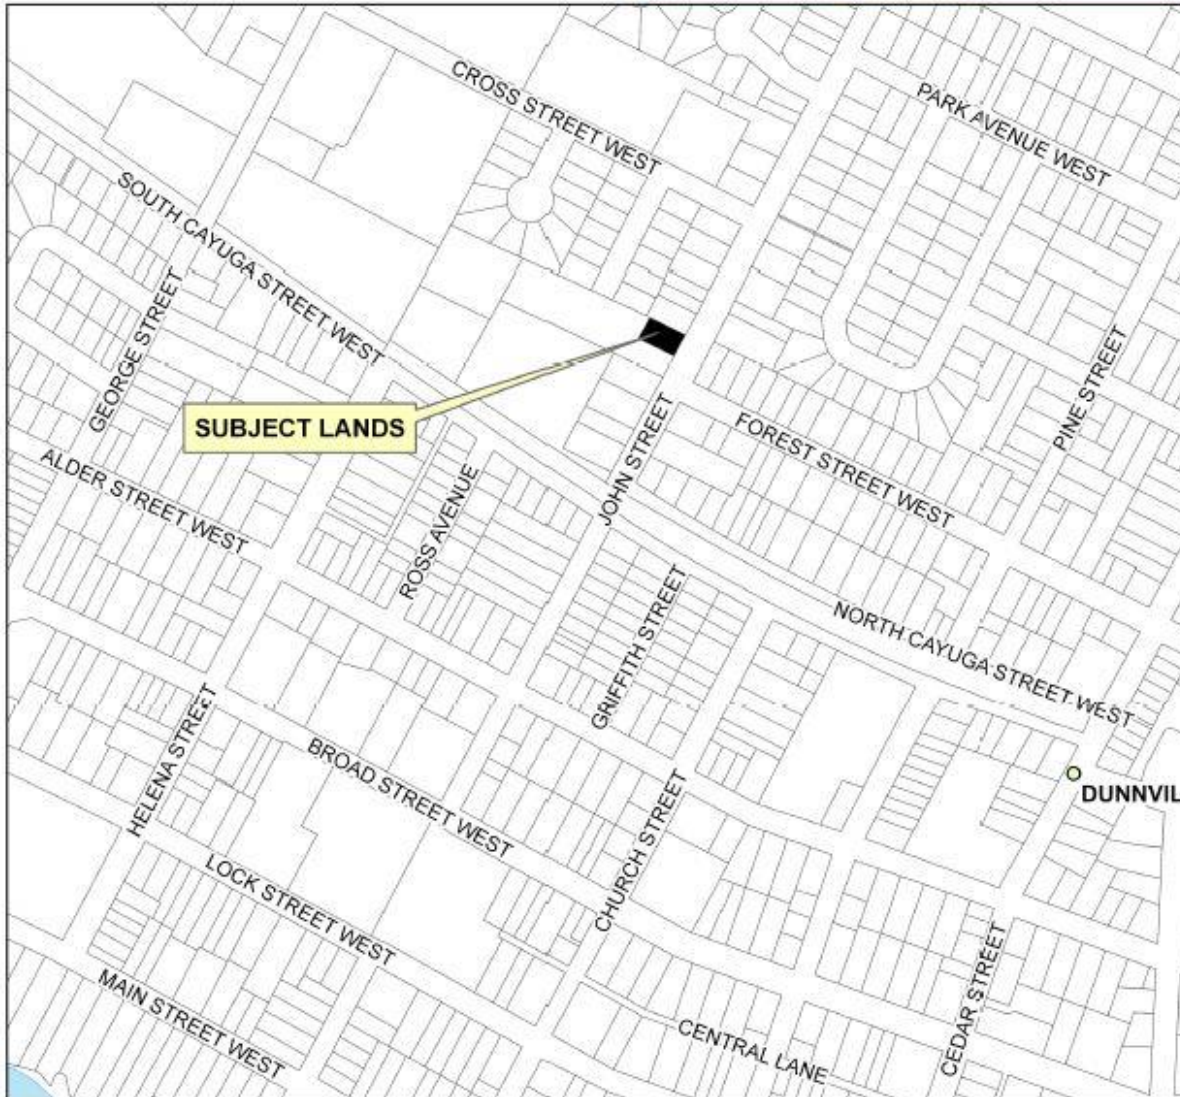 CROSS STREET WEST
PARK AVENUE WEST
SOUTH CAYUGA STREET WEST
GEORGE STREET
PINE STREET
SUBJECT LANDS
JOHN STREET
FOREST STREET WEST
ALDER STREET WEST
ROSS AVENUE
GRIFFITH STREET
NORTH CAYUGA STREET WEST
HELENA STREET
BROAD STREET WEST
DUNNVIL
CHURCH STREET
LOCK STREET WEST
CEDAR STREET
MAIN STREET WEST
CENTRAL LANE